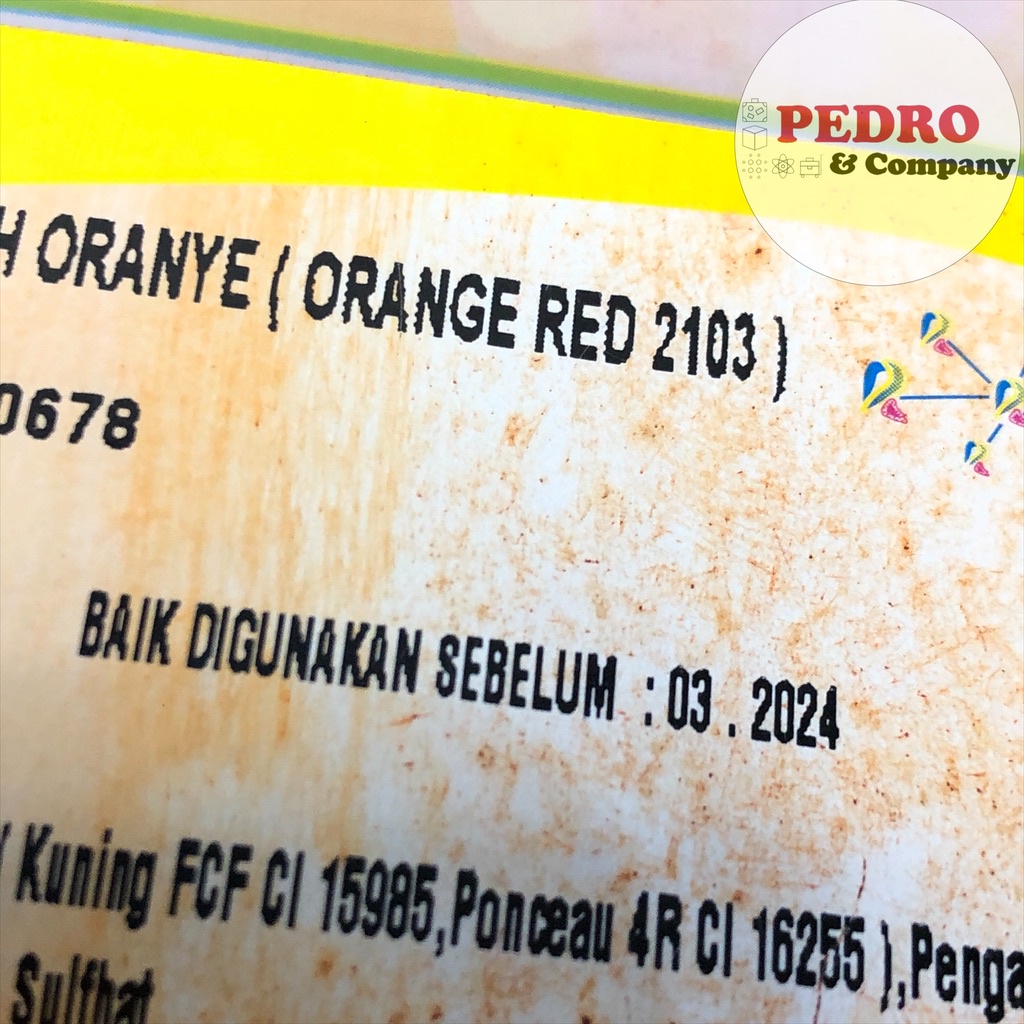 PEDRO
& Company
H ORANYE ( ORANGE RED 2103 )
0678
BAIK DIGUNAKAN SEBELUM : 03 . 2024
Kuning FCF CI 15985,Ponceau 4R CI 16255 ),Penga
Sulfhat